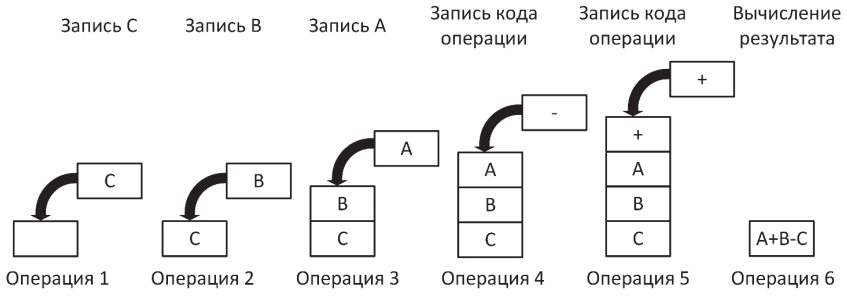 Запись С
Запись В
Запись А
Запись кода
операции
Запись кода
операции
Вычисление
результата
+
-
+
А
А
А
С
В
В
В
В
С
С
С
С
А+В-С
Операция 1
Операция 2
Операция 3
Операция 4
Операция 5
Операция 6